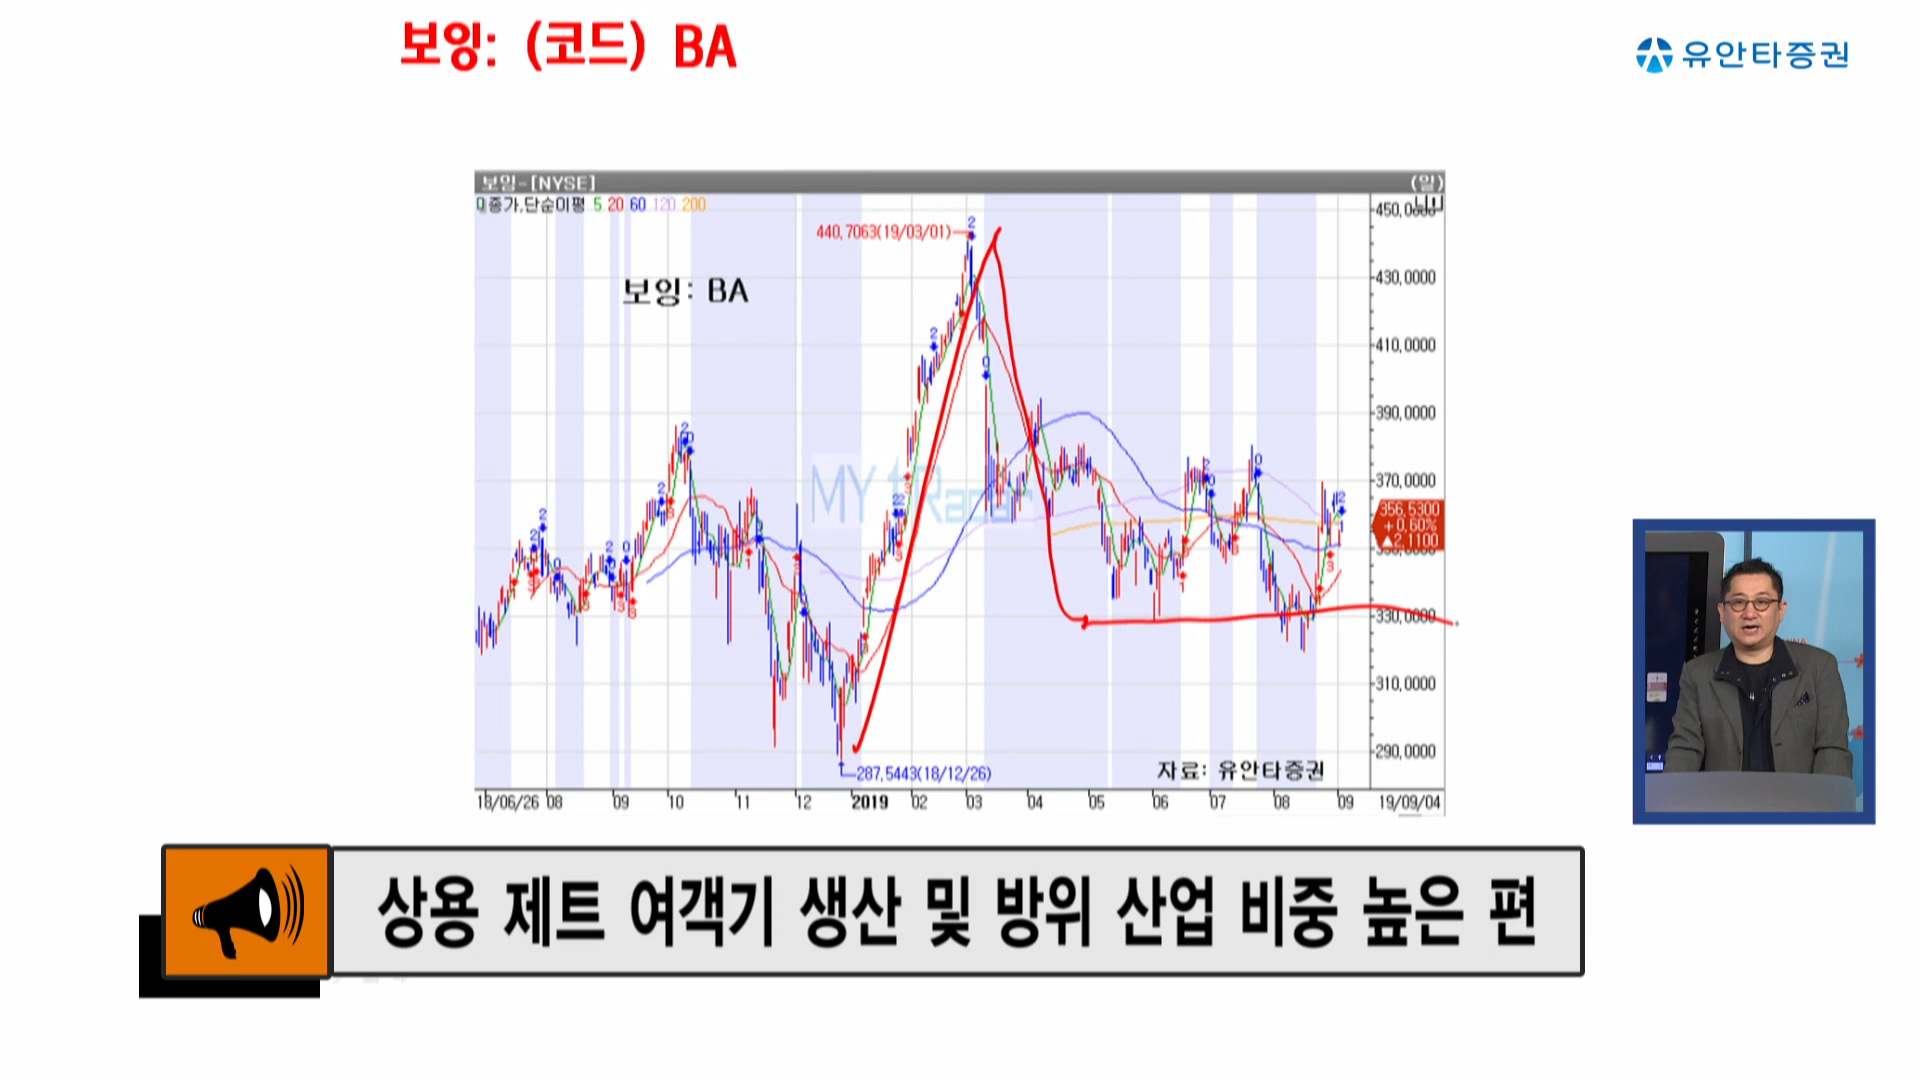 보잉: (코드) BA
유안타증권
보잉-[NYSE] (일)
종가,단순이평 5 20 60 120 200
450,0000
440,7063(19/03/01)
430,0000
보잉: BA
410,0000
390,0000
MY Radar
370,0000
356,5300
+0.60%
▲2,1100
330,0000
310,0000
290,0000
287,5443(18/12/26)
자료: 유안타증권
18/06/26 08 09 10 11 12 2019 02 03 04 05 06 07 08 09 19/09/04
상용 제트 여객기 생산 및 방위 산업 비중 높은 편